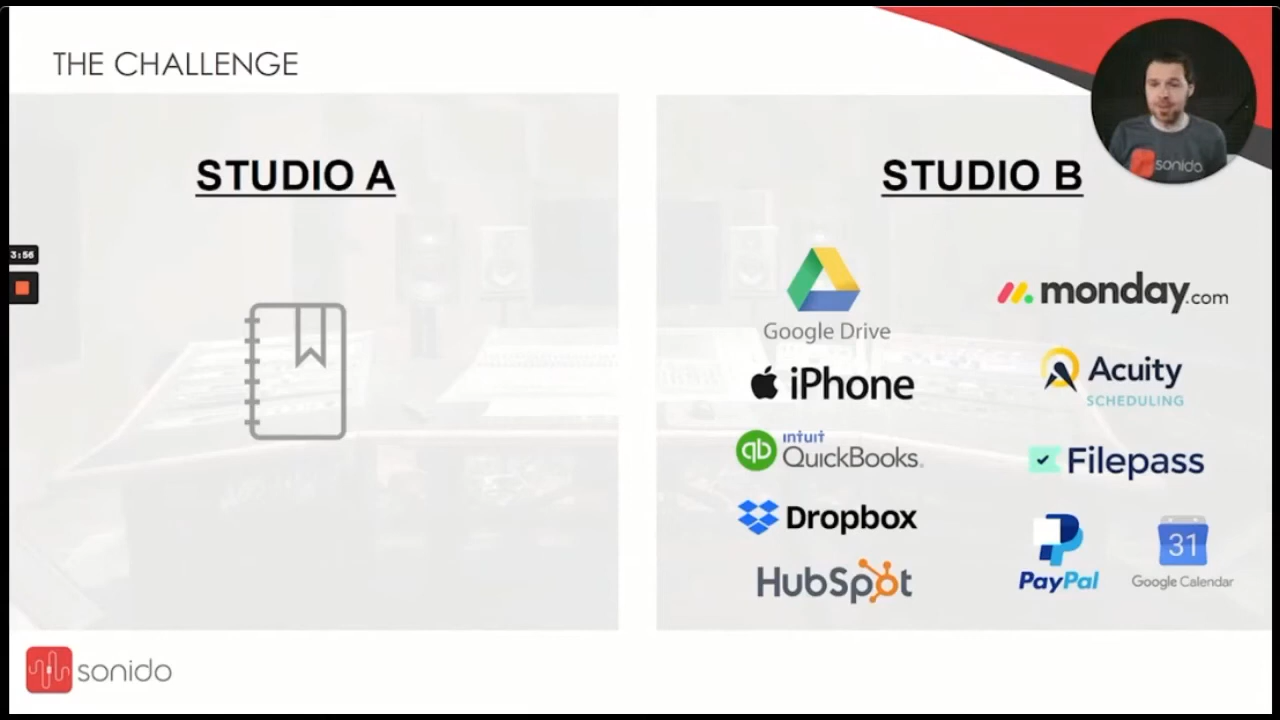 THE CHALLENGE
STUDIO A
STUDIO B
sonido
3:56
Google Drive
monday.com
iPhone
Acuity
SCHEDULING
qb
intuit
QuickBooks.
Filepass
Dropbox
PayPal
31
Google Calendar
HubSpot
sonido